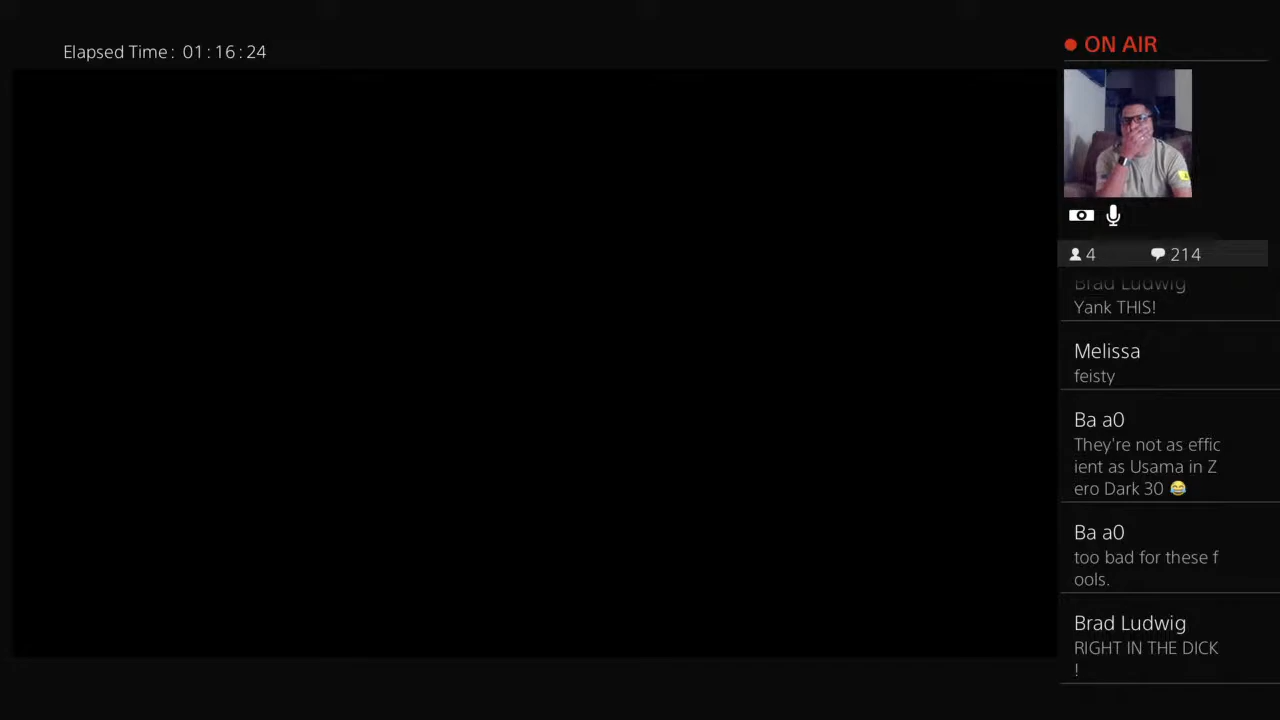 Elapsed Time: 01:16:24
ON AIR
4
214
Brad Ludwig
Yank THIS!
Melissa
feisty
Ba a0
They're not as effic
ient as Usama in Z
ero Dark 30 😂
Ba a0
too bad for these f
ools.
Brad Ludwig
RIGHT IN THE DICK
!